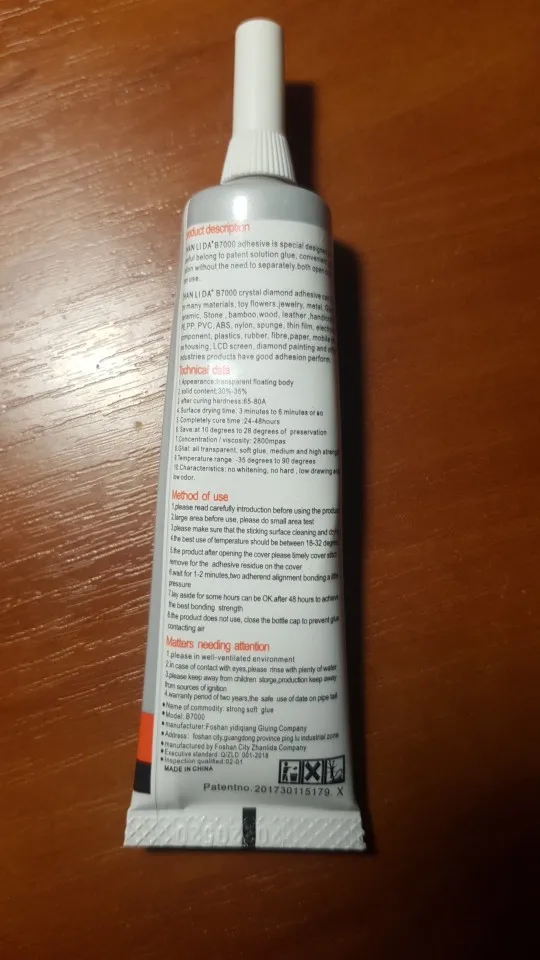 product description
HAN LI DA® B7000 adhesive is special designed
belong to patent solution glue, convenient
without the need to separately.both open
use.
HAN LI DA® B7000 crystal diamond adhesive can
many materials, toy flowers,jewelry, metal,
Stone , bamboo,wood, leather
PE,PP, PVC, ABS, nylon, spunge, thin film,
component, plastics, rubber, fibre,paper, mobile
housing, LCD screen, diamond painting and
industries products have good adhesion perform.
Technical data
1.Appearance:transparent floating body
2.solid content:30%-35%
3.after curing hardness:65-80A
4.Surface drying time: 3 minutes to 6 minutes or so
5.Completely cure time :24-48hours
6.Save:at 10 degrees to 28 degrees of preservation
7.Concentration / viscosity: 2800mpas
8.Glial: all transparent, soft glue, medium and high strength
9.Temperature range: -35 degrees to 90 degrees
10.Characteristics: no whitening, no hard , low drawing and
low odor.
Method of use
1.please read carefully introduction before using the product
2.large area before use, please do small area test
3.please make sure that the sticking surface cleaning and drying
4.the best use of temperature should be between 18-32 degrees
5.the product after opening the cover please timely cover
remove for the adhesive residue on the cover
6.wait for 1-2 minutes,two adherend alignment bonding a little
pressure
7.lay aside for some hours can be OK.after 48 hours to achieve
the best bonding strength
8.the product does not use, close the bottle cap to prevent glue
contacting air
Matters needing attention
1.please in well-ventilated environment
2.in case of contact with eyes,please rinse with plenty of water
3.please keep away from children storge,production keep away
from sources of ignition
4.warranty period of two years,the safe use of date on pipe tail
•Name of commodity: strong soft glue
•Model: B7000
•manufacturer:Foshan yidiqiang Gluing Company
•Address: foshan city,guangdong province ping lu industrial zone
•manufactured by Foshan City Zhanlida Company
•Executive standard :Q/ZLD 001-2018
•Inspection qualified:02-01
MADE IN CHINA
Patentno. 201730115179. X